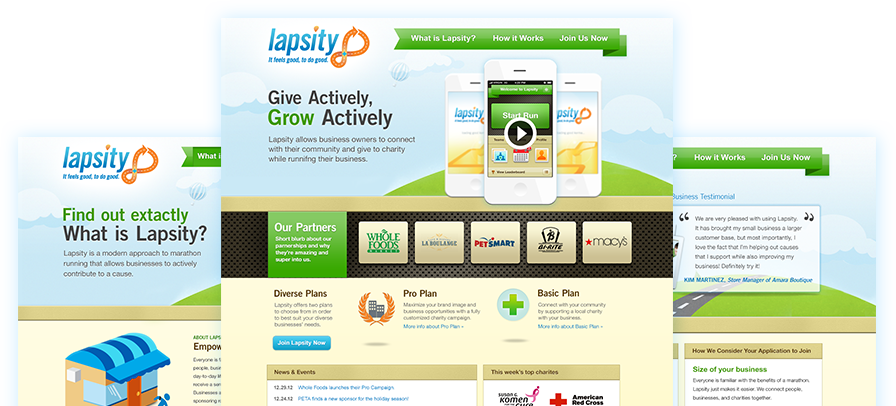 lapsity
It feels good, to do good.
What is Lapsity?
How it Works
Join Us Now
Give Actively,
Grow Actively
Lapsity allows business owners to connect
with their community and give to charity
while runnifng their business.
Welcome to Lapsity
Start Run
View Leaderboard
Our Partners
Short blurb about our
parnerships and why
they're amazing and
super into us.
WHOLE
FOODS
MARKET
LA BOULANGE
PETSMART
macy's
Diverse Plans
Lapsity offers two plans
to choose from in order
to best suit your diverse
businesses' needs.
Join Lapsity Now
Pro Plan
Maximize your brand image and
business opportunities with a fully
customized charity campaign.
More info about Pro Plan »
Basic Plan
Connect with your community
by supporting a local charity
with your business.
More info about Basic Plan »
News & Events
12.25.12 Whole Foods launches their Pro Campaign.
12.24.12 PETA finds a new sponsor for the holiday season!
This week's top charites
SUSAN G.
komen
FOR THE
cure
American
Red Cross
lapsity
It feels good, to do good.
What i
Find out extactly
What is Lapsity?
Lapsity is a modern approach to marathon
running that allows businesses to actively
contribute to a cause.
ABOUT LAPS
Empow
Everyone is f
people, busi
day-to-day li
receive a ser
Businesses a
sponsoring r
?
How it Works
Join Us Now
Business Testimonial
“ We are very pleased with using Lapsity. ”
It has brought my small business a larger
customer base, but most importantly, I
love the fact that I'm helping out causes
that I support while also improving my
business! Definitely try it!
KIM MARTINEZ, Store Manager of Amara Boutique
How We Consider Your Application to Join
Size of your business
Everyone is familiar with the benefits of a marathon.
Lapsity just makes it easier. We connect people,
businesses, and charities together.